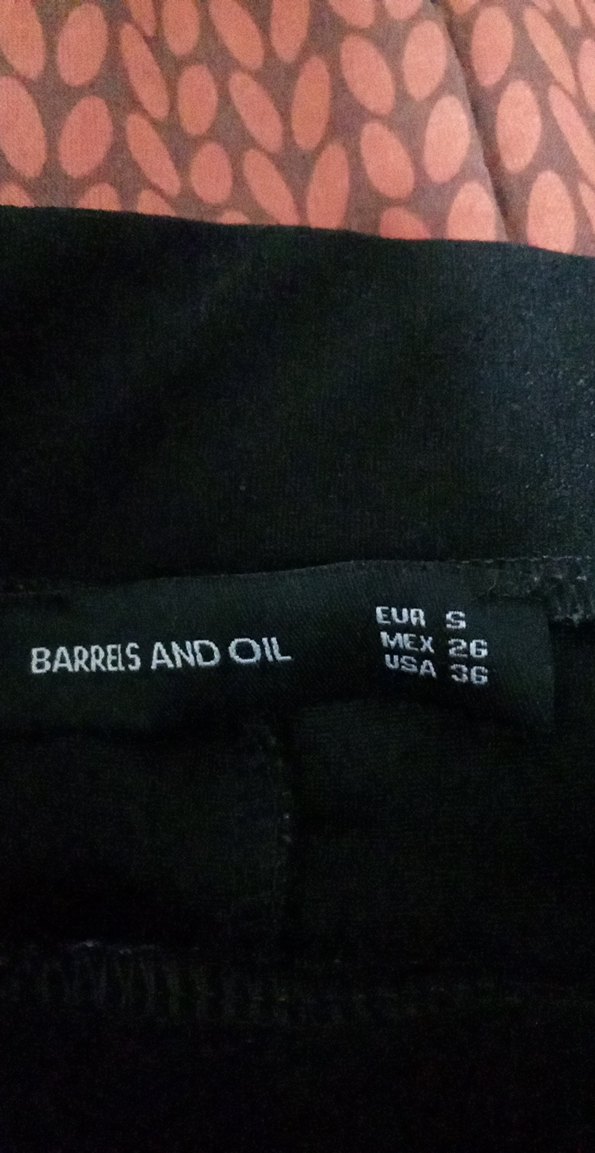 BARRELS AND OIL
EUR S
MEX 26
USA 36